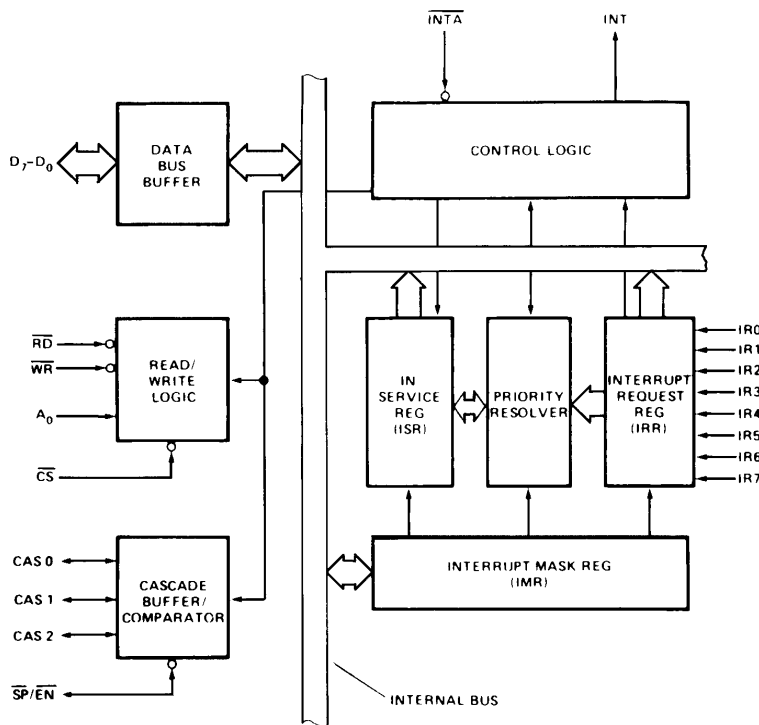 INTA INT
DATA
BUS
BUFFER
D7-D0
CONTROL LOGIC
RD
WR
A0
CS
READ/
WRITE
LOGIC
IN
SERVICE
REG
(ISR)
PRIORITY
RESOLVER
INTERRUPT
REQUEST
REG
(IRR)
IR0
IR1
IR2
IR3
IR4
IR5
IR6
IR7
CAS 0
CAS 1
CAS 2
SP/EN
CASCADE
BUFFER/
COMPARATOR
INTERRUPT MASK REG
(IMR)
INTERNAL BUS